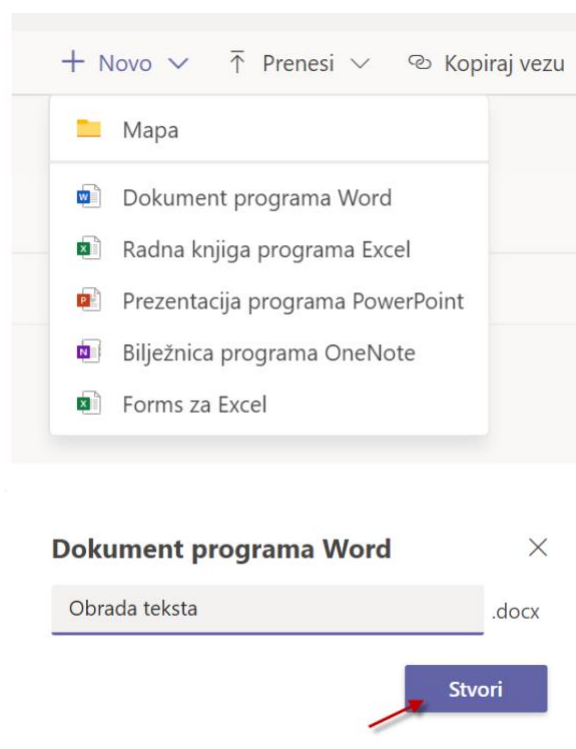 + Novo Prenesi Kopiraj vezu
Mapa
Dokument programa Word
Radna knjiga programa Excel
Prezentacija programa PowerPoint
Bilježnica programa OneNote
Forms za Excel
Dokument programa Word
Obrada teksta .docx
Stvori